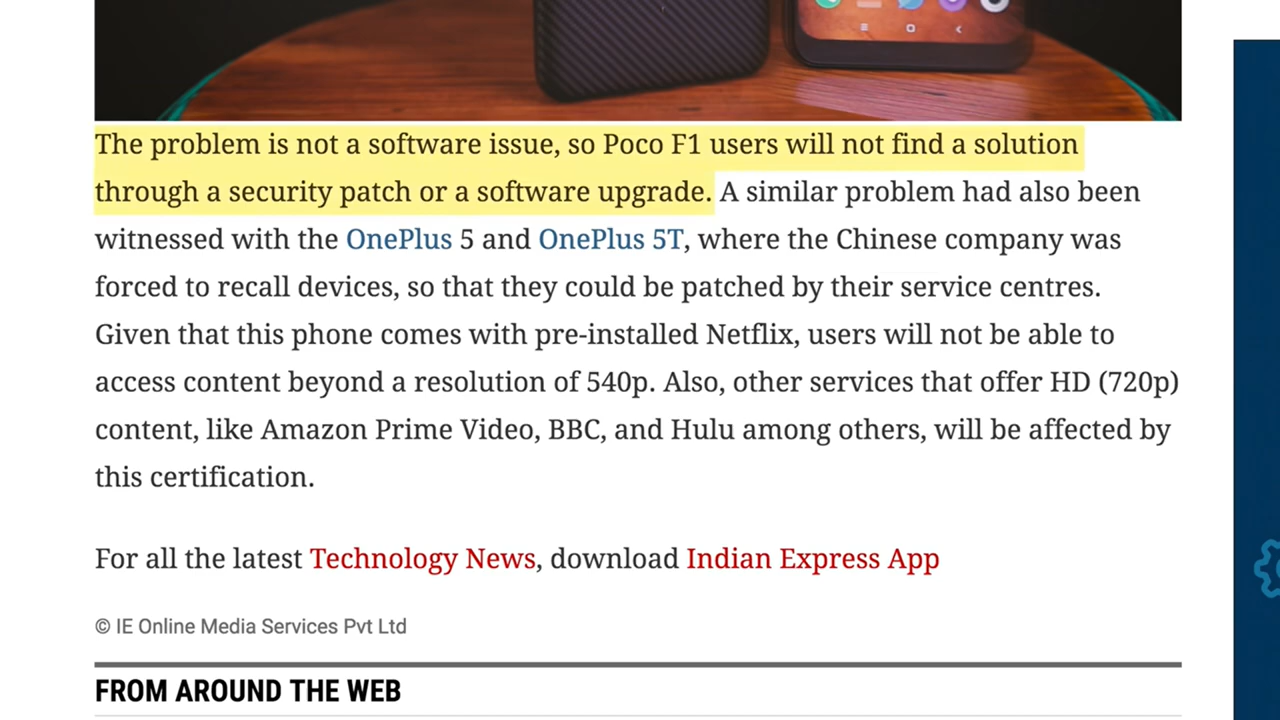 The problem is not a software issue, so Poco F1 users will not find a solution
through a security patch or a software upgrade. A similar problem had also been
witnessed with the OnePlus 5 and OnePlus 5T, where the Chinese company was
forced to recall devices, so that they could be patched by their service centres.
Given that this phone comes with pre-installed Netflix, users will not be able to
access content beyond a resolution of 540p. Also, other services that offer HD (720p)
content, like Amazon Prime Video, BBC, and Hulu among others, will be affected by
this certification.
For all the latest Technology News, download Indian Express App
© IE Online Media Services Pvt Ltd
FROM AROUND THE WEB